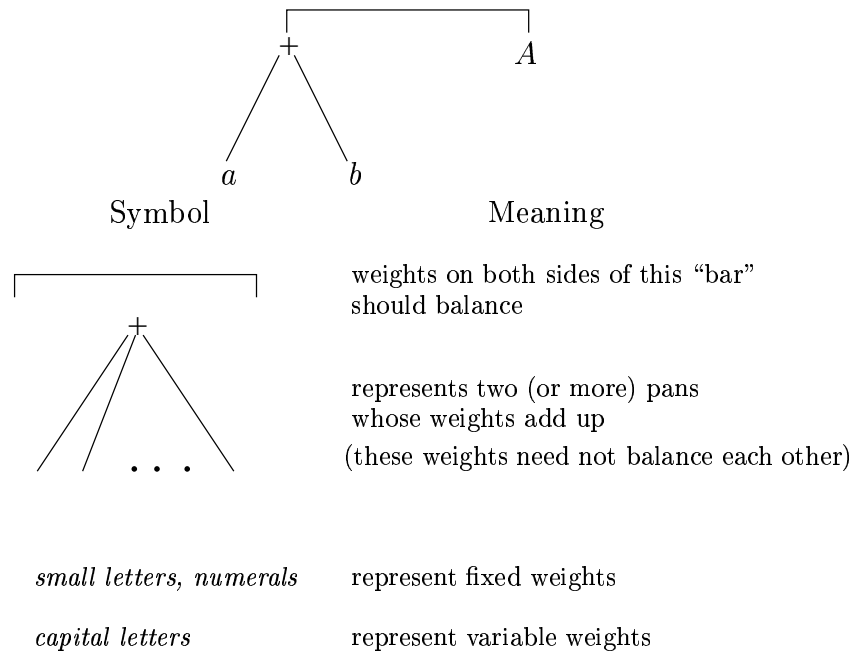 + A
a b
Symbol Meaning
weights on both sides of this “bar”
should balance
+
represents two (or more) pans
whose weights add up
(these weights need not balance each other)
. . .
small letters, numerals represent fixed weights
capital letters represent variable weights